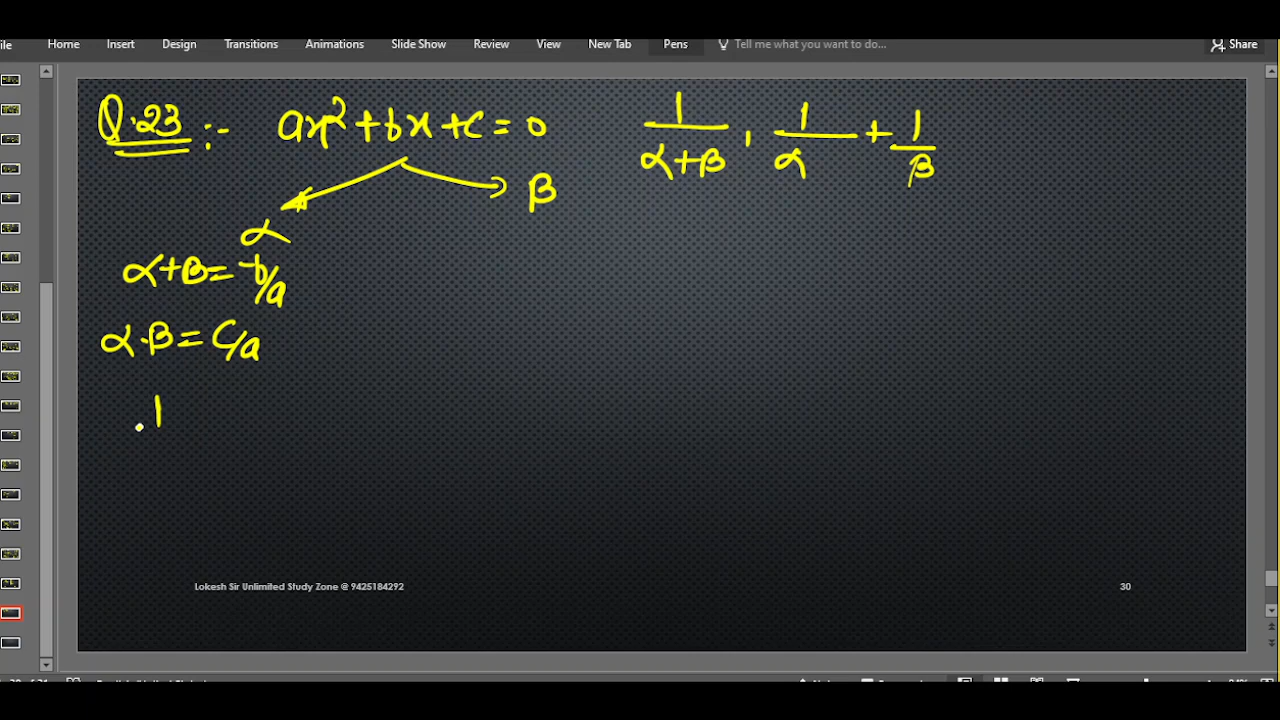 File Home Insert Design Transitions Animations Slide Show Review View New Tab Pens Tell me what you want to do... Share
Q.23 :- ax²+bx+c=0 1/(α+β) , 1/α + 1/β
α β
α+β=-b/a
α.β=c/a
1
Lokesh Sir Unlimited Study Zone @ 9425184292 30